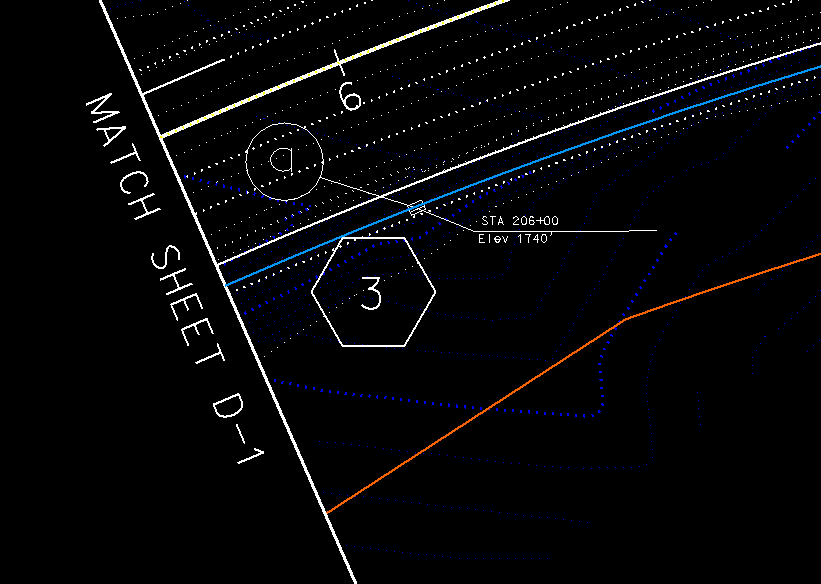 6
a
STA 206+00
Elev 1740'
MATCH SHEET D-1
3